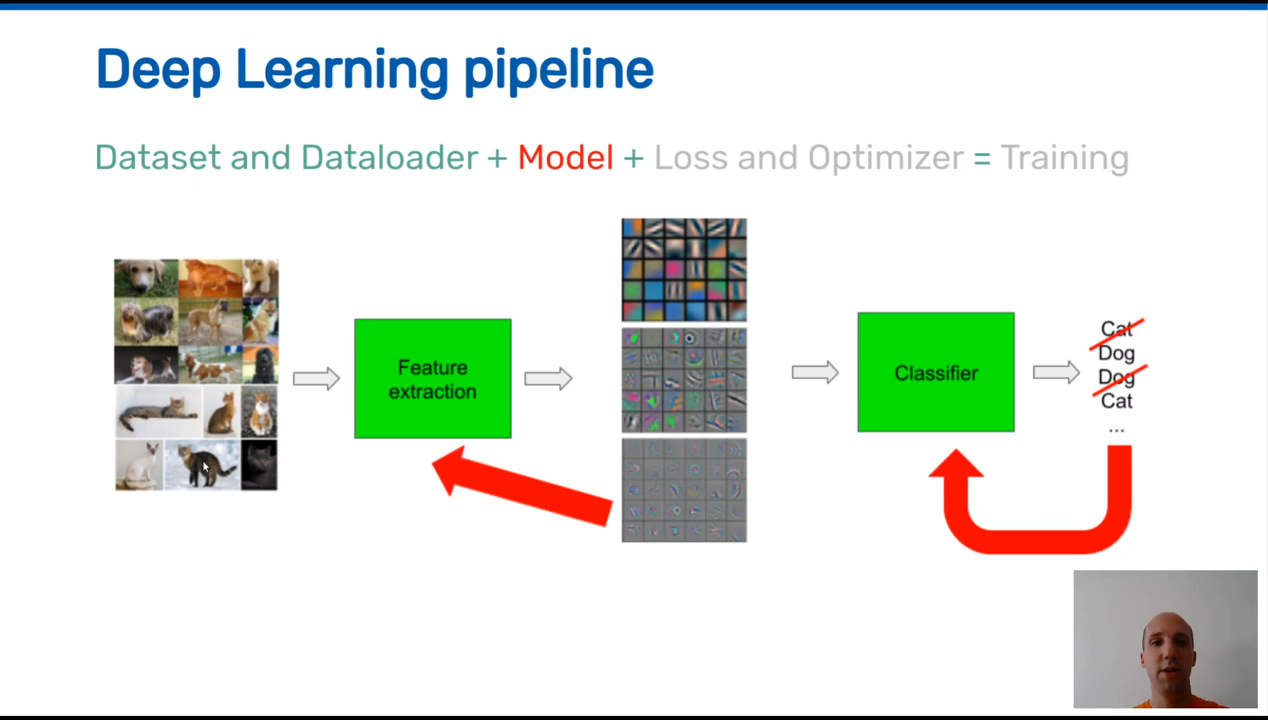 Deep Learning pipeline
Dataset and Dataloader + Model + Loss and Optimizer = Training
Feature
extraction
Classifier
Cat
Dog
Dog
Cat
...